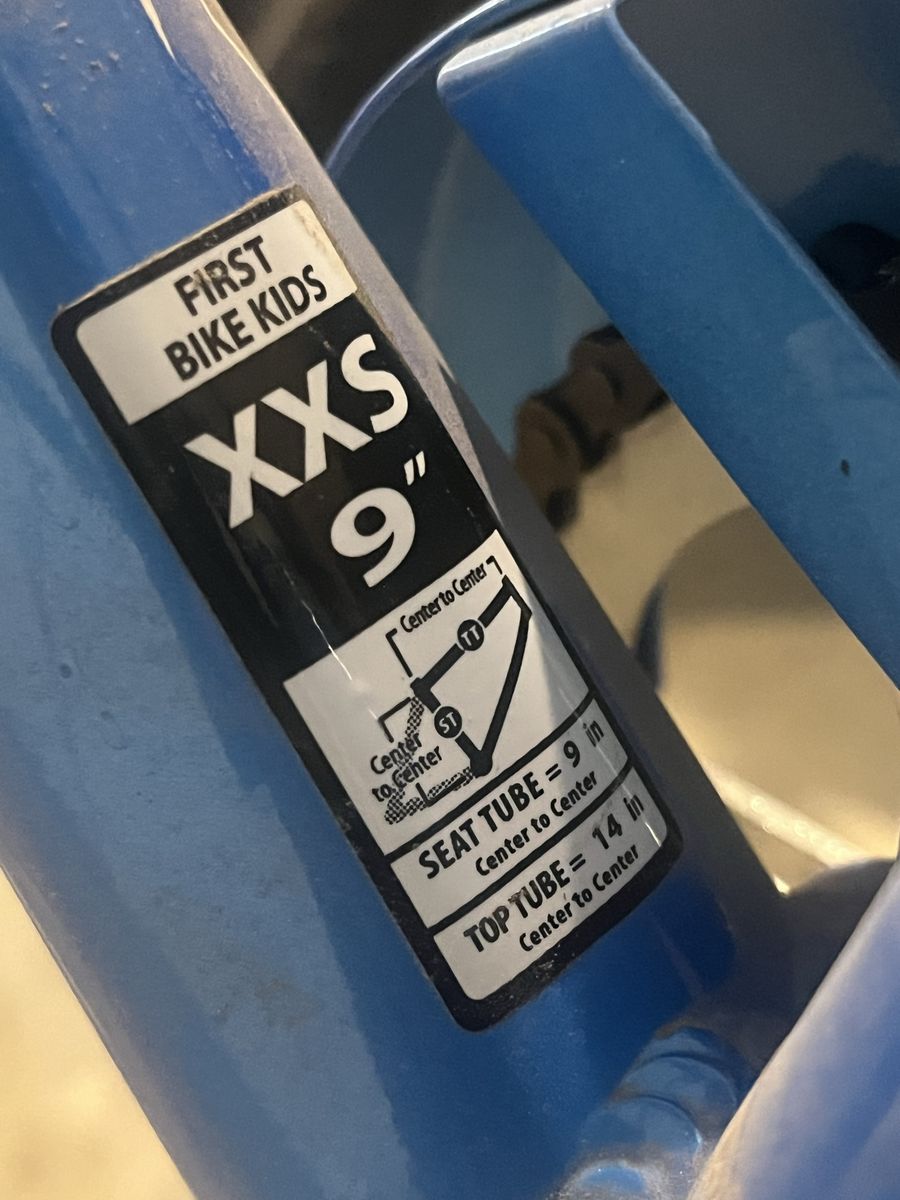 FIRST
BIKE KIDS
XXS
9"
Center to Center
TT
ST
Center
to Center
SEAT TUBE = 9 in
Center to Center
TOP TUBE = 14 in
Center to Center